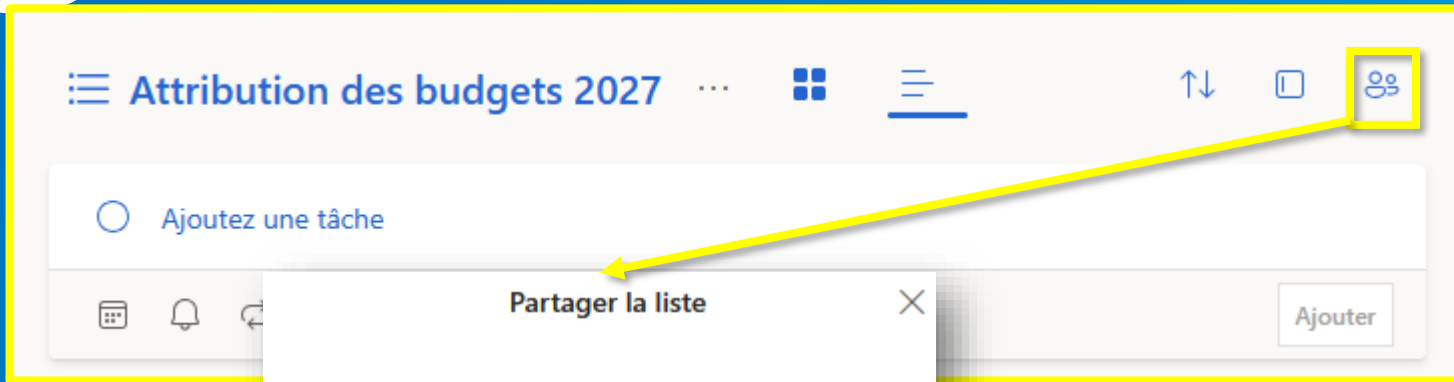 Attribution des budgets 2027 ...
Ajoutez une tâche
Partager la liste
Ajouter